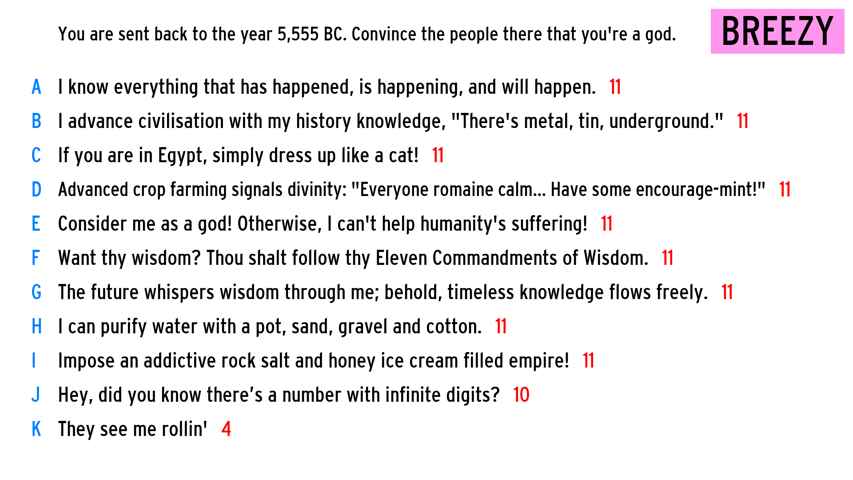 You are sent back to the year 5,555 BC. Convince the people there that you're a god. BREEZY
A I know everything that has happened, is happening, and will happen. 11
B I advance civilisation with my history knowledge, "There's metal, tin, underground." 11
C If you are in Egypt, simply dress up like a cat! 11
D Advanced crop farming signals divinity: "Everyone romaine calm... Have some encourage-mint!" 11
E Consider me as a god! Otherwise, I can't help humanity's suffering! 11
F Want thy wisdom? Thou shalt follow thy Eleven Commandments of Wisdom. 11
G The future whispers wisdom through me; behold, timeless knowledge flows freely. 11
H I can purify water with a pot, sand, gravel and cotton. 11
I Impose an addictive rock salt and honey ice cream filled empire! 11
J Hey, did you know there’s a number with infinite digits? 10
K They see me rollin' 4